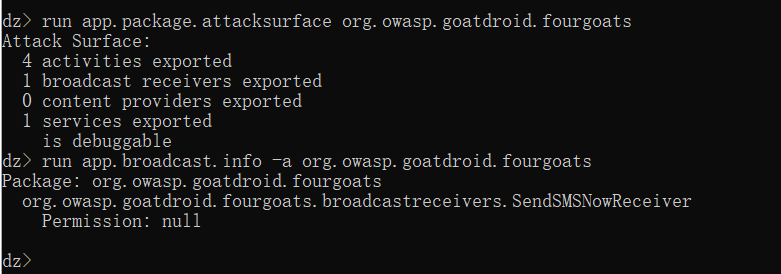 dz> run app.package.attacksurface org.owasp.goatdroid.fourgoats
Attack Surface:
4 activities exported
1 broadcast receivers exported
0 content providers exported
1 services exported
is debuggable
dz> run app.broadcast.info -a org.owasp.goatdroid.fourgoats
Package: org.owasp.goatdroid.fourgoats
org.owasp.goatdroid.fourgoats.broadcastreceivers.SendSMSNowReceiver
Permission: null
dz>